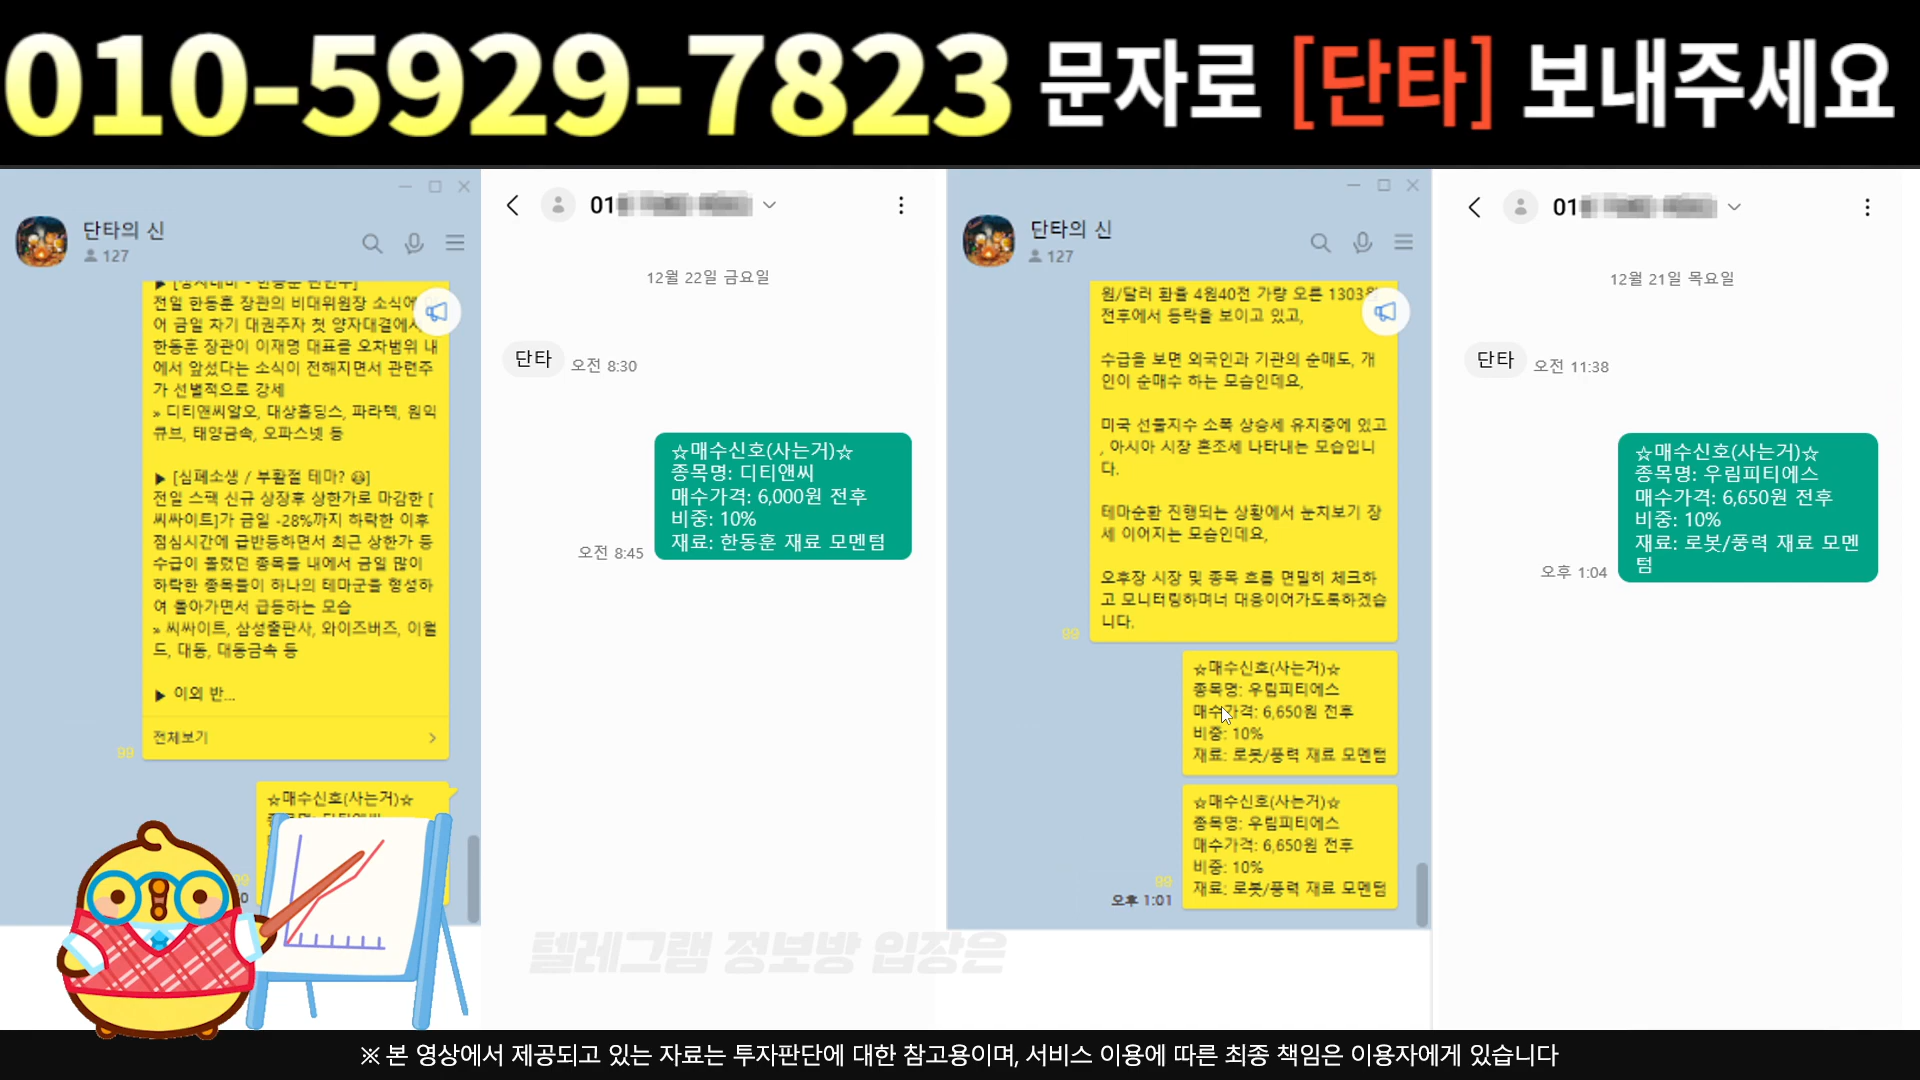 010-5929-7823 문자로 [단타] 보내주세요
단타의 신
127
전일 한동훈 장관의 비대위원장 소식에
어 금일 차기 대권주자 첫 양자대결에서
한동훈 장관이 이재명 대표를 오차범위 내
에서 앞섰다는 소식이 전해지면서 관련주
가 선별적으로 강세
» 디티앤씨알오, 대상홀딩스, 파라텍, 원익
큐브, 태양금속, 오파스넷 등
▶ [심폐소생 / 부활절 테마? 😀]
전일 스팩 신규 상장후 상한가로 마감한 [
씨싸이트]가 금일 -28%까지 하락한 이후
점심시간에 급반등하면서 최근 상한가 등
수급이 몰렸던 종목들 내에서 금일 많이
하락한 종목들이 하나의 테마군을 형성하
여 돌아가면서 급등하는 모습
» 씨싸이트, 삼성출판사, 와이즈버즈, 이월
드, 대동, 대동금속 등
▶ 이외 반...
전체보기
99
☆매수신호(사는거)☆
01
12월 22일 금요일
단타
오전 8:30
☆매수신호(사는거)☆
종목명: 디티앤씨
매수가격: 6,000원 전후
비중: 10%
재료: 한동훈 재료 모멘텀
오전 8:45
텔레그램 정보방 입장은
단타의 신
127
원/달러 환율 4원40전 가량 오른 1303원
전후에서 등락을 보이고 있고,
수급을 보면 외국인과 기관의 순매도, 개
인이 순매수 하는 모습인데요,
미국 선물지수 소폭 상승세 유지중에 있고
, 아시아 시장 혼조세 나타내는 모습입니
다.
테마순환 진행되는 상황에서 눈치보기 장
세 이어지는 모습인데요,
오후장 시장 및 종목 흐름 면밀히 체크하
고 모니터링하며너 대응이어가도록하겠습
니다.
99
☆매수신호(사는거)☆
종목명: 우림피티에스
매수가격: 6,650원 전후
비중: 10%
재료: 로봇/풍력 재료 모멘텀
☆매수신호(사는거)☆
종목명: 우림피티에스
매수가격: 6,650원 전후
비중: 10%
재료: 로봇/풍력 재료 모멘텀
99
오후 1:01
01
12월 21일 목요일
단타
오전 11:38
☆매수신호(사는거)☆
종목명: 우림피티에스
매수가격: 6,650원 전후
비중: 10%
재료: 로봇/풍력 재료 모멘
텀
오후 1:04
※ 본 영상에서 제공되고 있는 자료는 투자판단에 대한 참고용이며, 서비스 이용에 따른 최종 책임은 이용자에게 있습니다